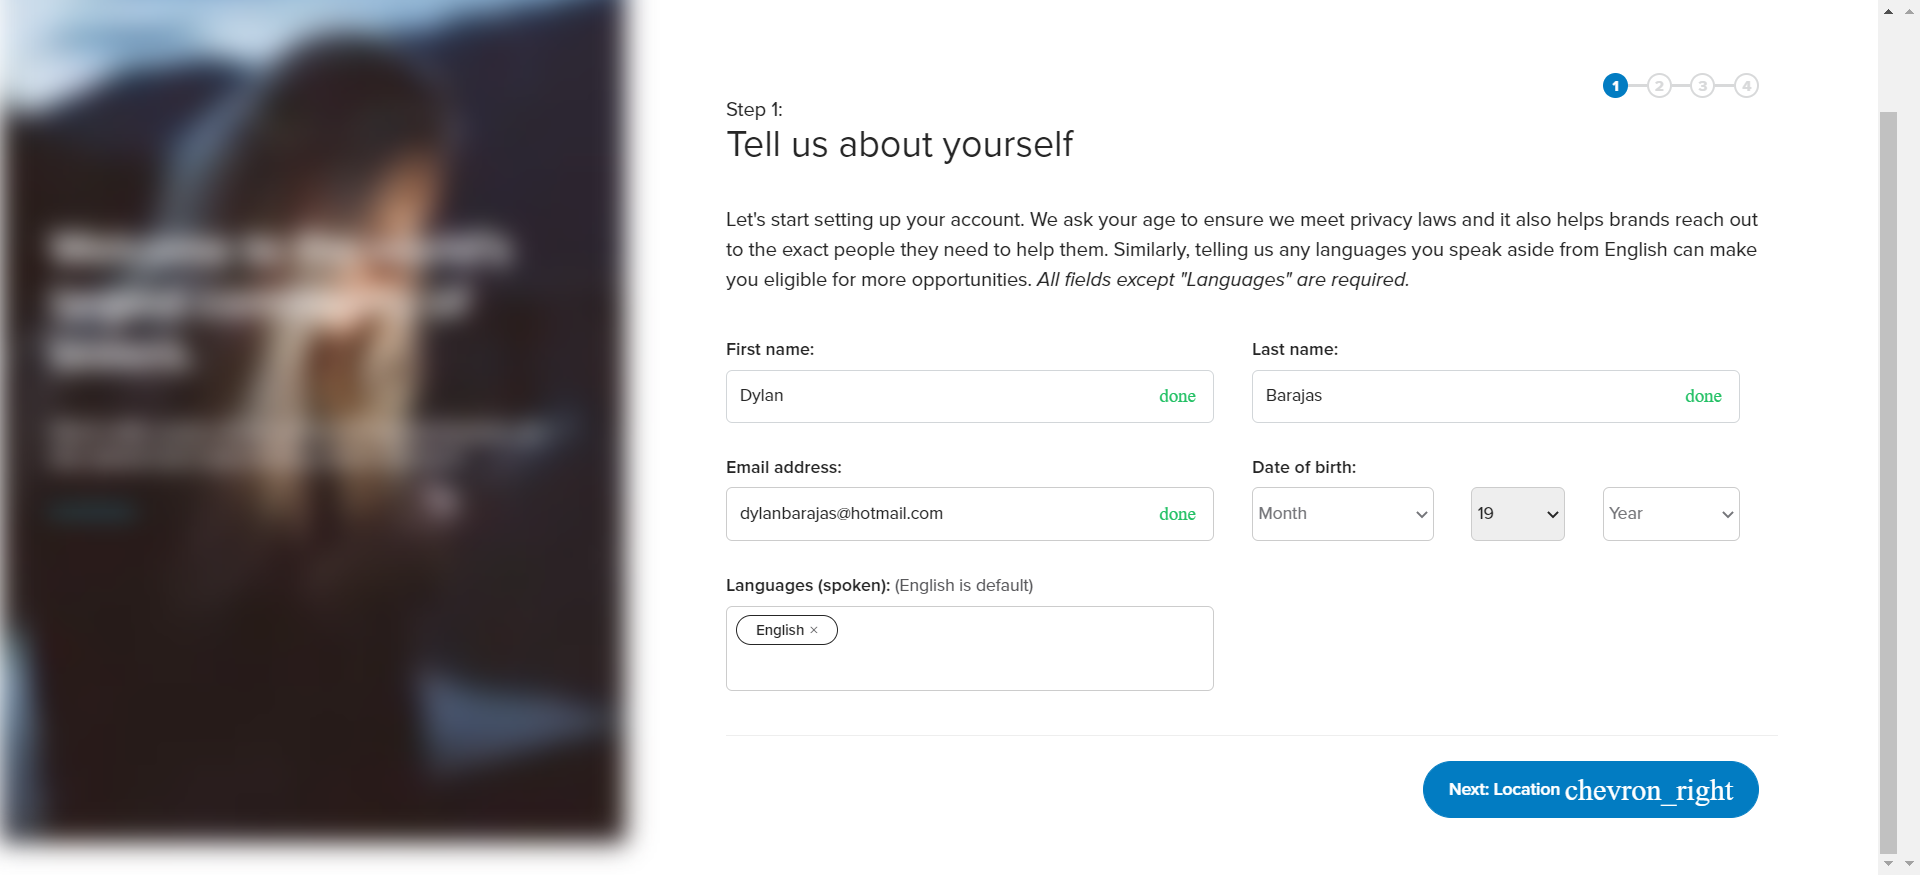 1 2 3 4
Step 1:
Tell us about yourself
Let's start setting up your account. We ask your age to ensure we meet privacy laws and it also helps brands reach out
to the exact people they need to help them. Similarly, telling us any languages you speak aside from English can make
you eligible for more opportunities. All fields except "Languages" are required.
First name:
Last name:
Dylan done
Barajas done
Email address:
Date of birth:
dylanbarajas@hotmail.com done
Month 19 Year
Languages (spoken): (English is default)
English ×
Next: Location chevron_right